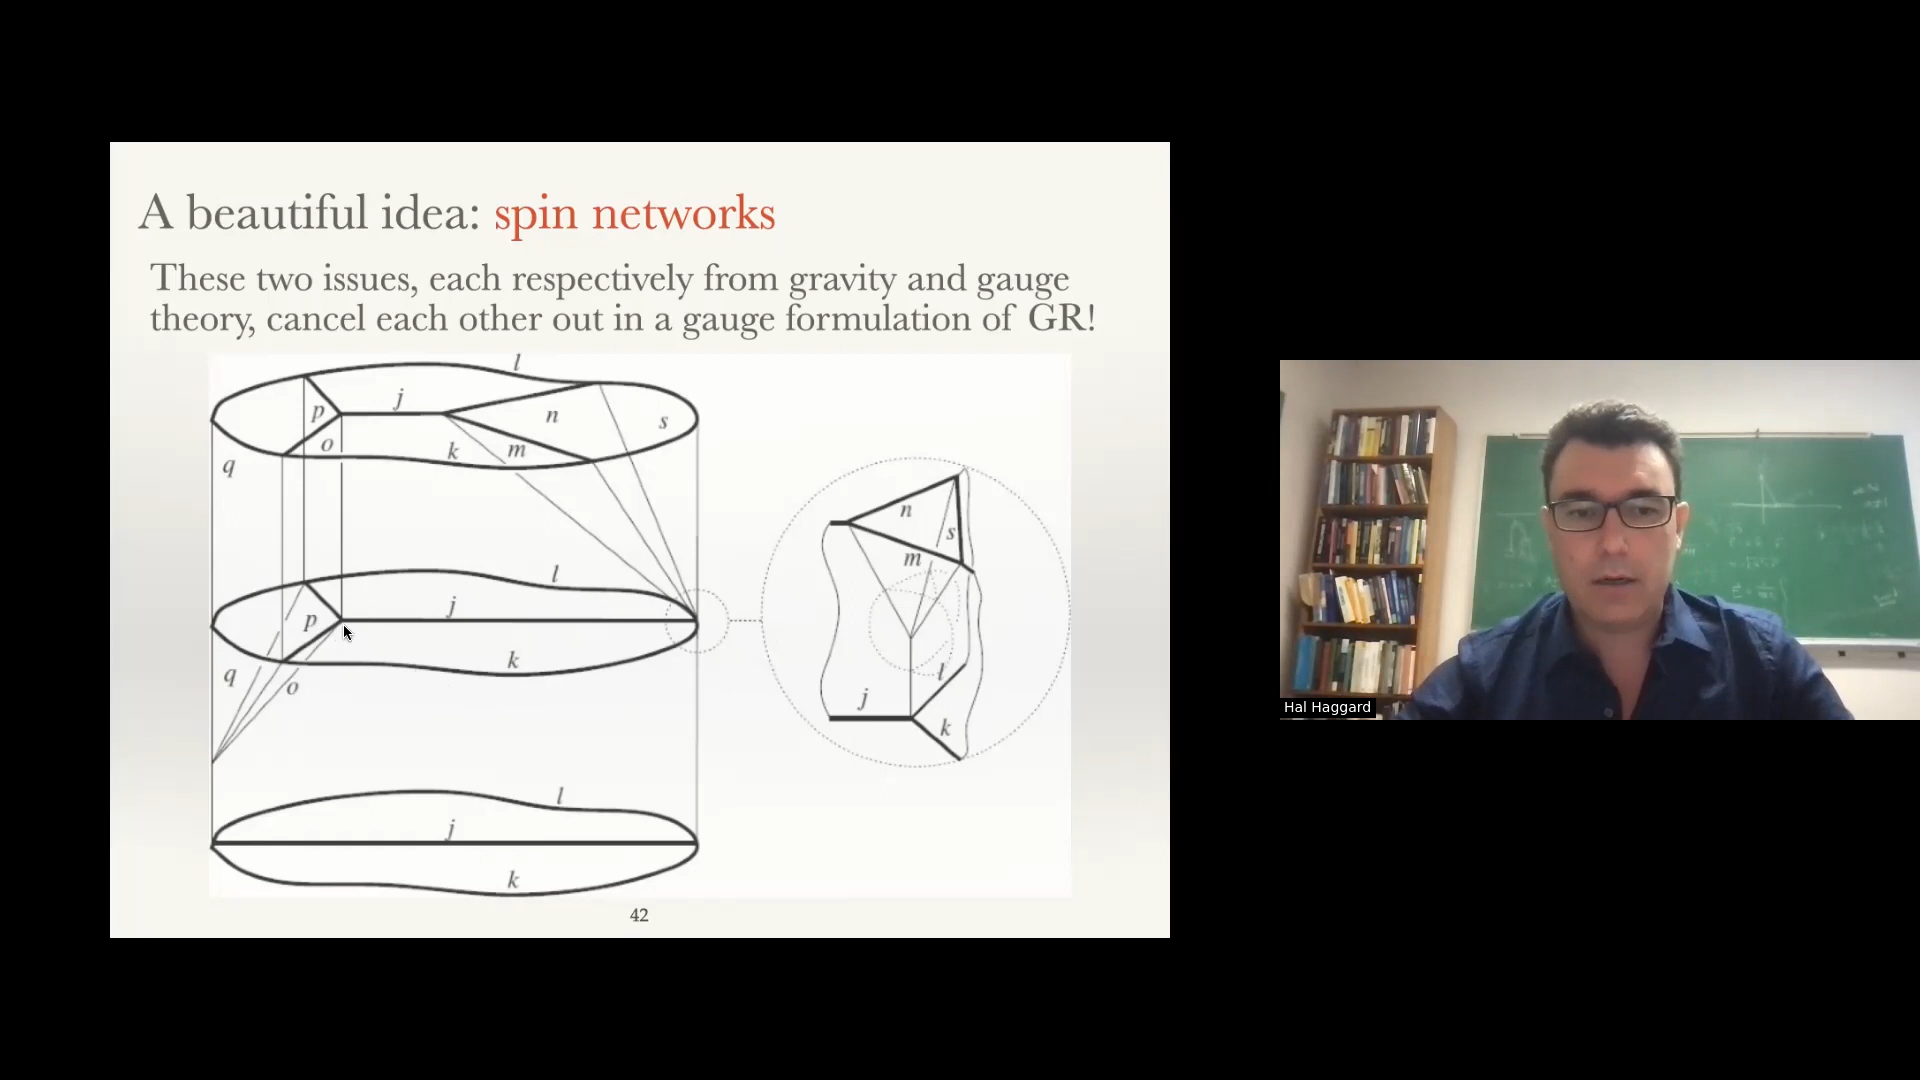 A beautiful idea: spin networks
These two issues, each respectively from gravity and gauge
theory, cancel each other out in a gauge formulation of GR!
l
j
p
n
s
o
k
m
q
l
j
p
k
q
o
n
s
m
l
j
k
l
j
k
42
Hal Haggard